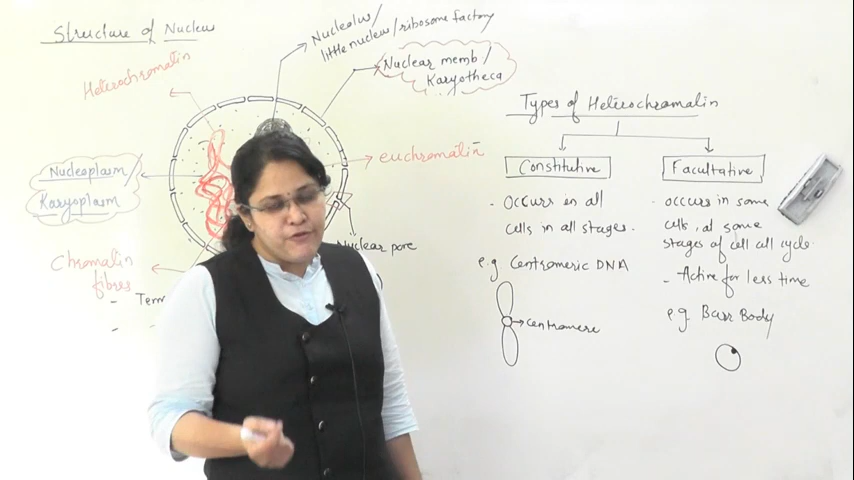 Structure of Nucleus
Nucleolus/
little nucleus/ribosome factory
Nuclear memb/
Karyotheca
Heterochromatin
euchromatin
Nucleoplasm/
Karyoplasm
Nuclear pore
Chromatin
fibres
- Term
Types of Heterochromatin
Constitutive
- Occurs in all
cells in all stages.
e.g Centromeric DNA
centromere
Facultative
- occurs in some
cells, at some
stages of cell cycle.
- Active for less time
e.g. Barr Body